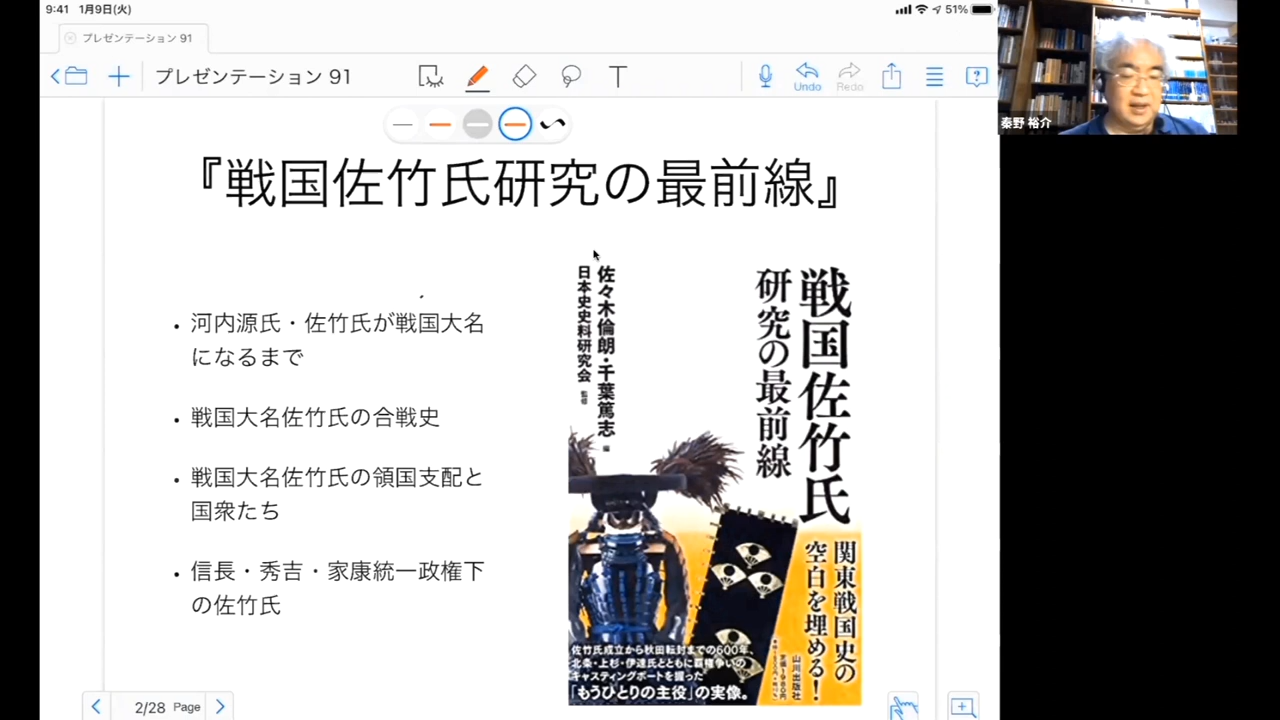 9:41 1月9日(火)
51%
プレゼンテーション 91
プレゼンテーション 91
Undo
Redo
秦野 裕介
『戦国佐竹氏研究の最前線』
• 河内源氏・佐竹氏が戦国大名
になるまで
• 戦国大名佐竹氏の合戦史
• 戦国大名佐竹氏の領国支配と
国衆たち
• 信長・秀吉・家康統一政権下
の佐竹氏
戦国佐竹氏
研究の最前線
佐々木倫朗・千葉篤志 編
日本史史料研究会 監修
関東戦国史の
空白を埋める!
山川出版社
定価1980円
佐竹氏成立から秋田転封までの600年、
北条・上杉・伊達氏とともに覇権争いの
キャスティングボートを握った
「もうひとりの主役」の実像。
2/28 Page